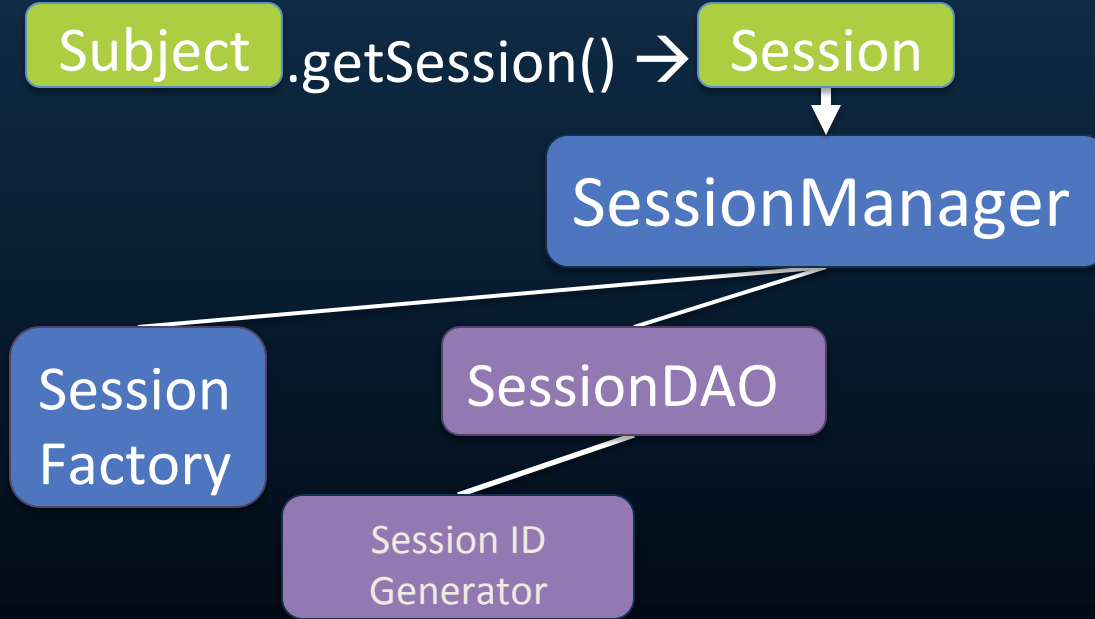 Subject .getSession() → Session
SessionManager
Session
Factory
SessionDAO
Session ID
Generator